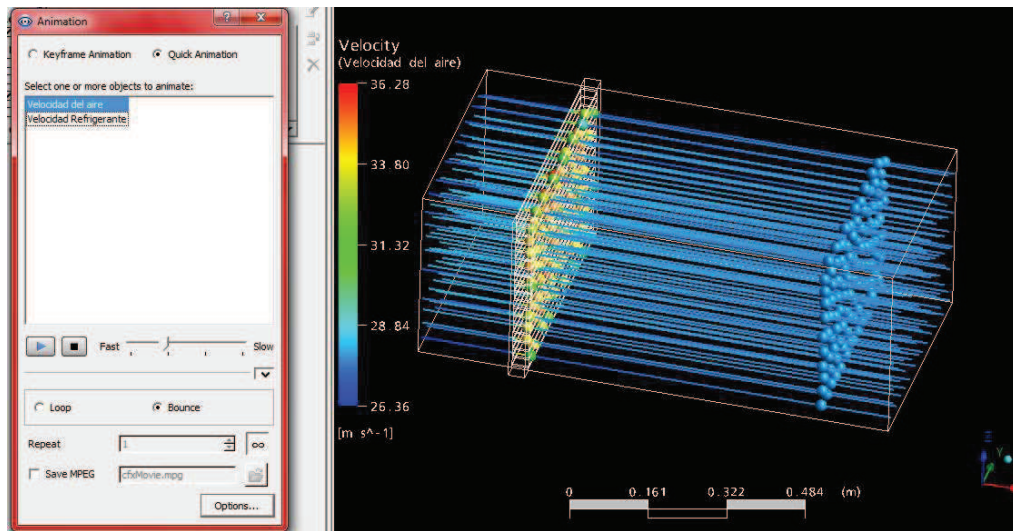 Animation
Keyframe Animation
Quick Animation
Select one or more objects to animate:
Velocidad del aire
Velocidad Refrigerante
Fast
Slow
Loop
Bounce
Repeat
1
∞
Save MPEG
cfxMovie.mpg
Options...
Velocity
(Velocidad del aire)
36.28
33.80
31.32
28.84
26.36
[m s^-1]
0 0.161 0.322 0.484 (m)
Y